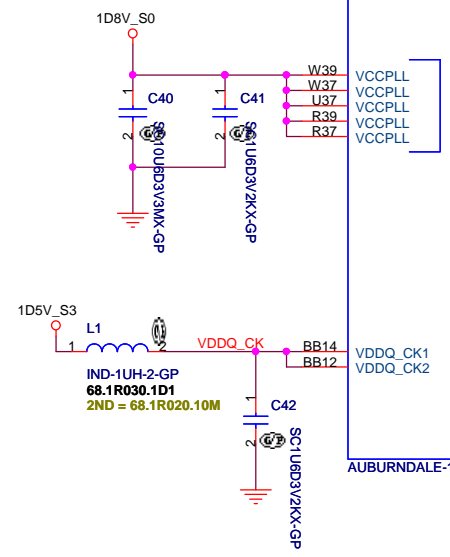 1D8V_S0
W39 VCCPLL
W37 VCCPLL
U37 VCCPLL
R39 VCCPLL
R37 VCCPLL
1 C40
2
SC10U6D3V3MX-GP
1 C41
2
SC1U6D3V2KX-GP
1D5V_S3
L1
1 2
VDDQ_CK
BB14 VDDQ_CK1
BB12 VDDQ_CK2
IND-1UH-2-GP
68.1R030.1D1
2ND = 68.1R020.10M
1 C42
2
SC1U6D3V2KX-GP
AUBURNDALE-1